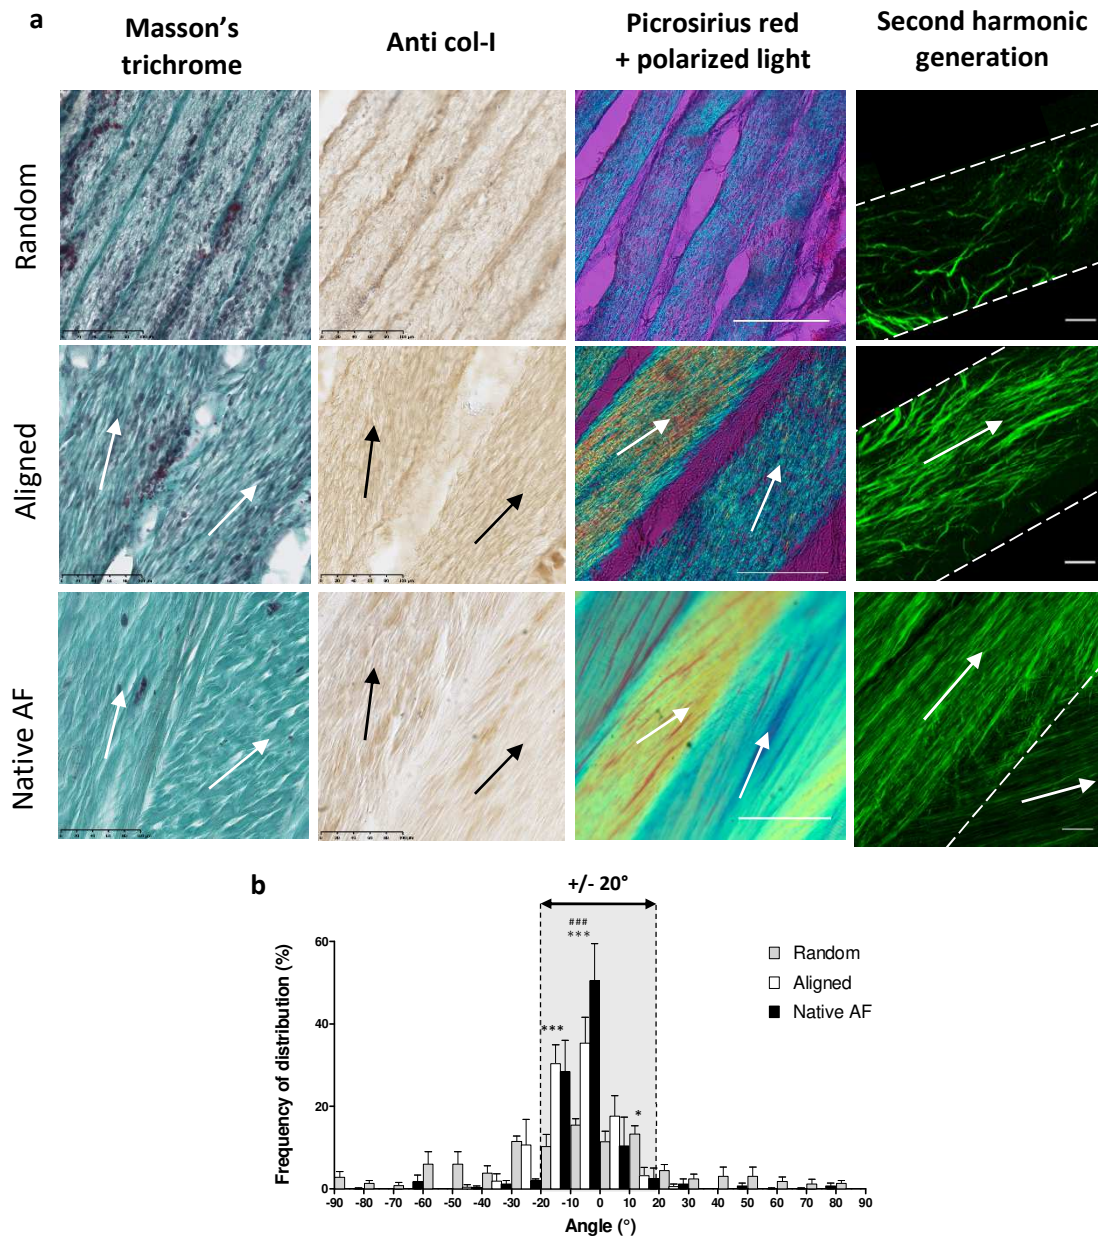 a
Masson’s
trichrome
Anti col-I
Picrosirius red
+ polarized light
Second harmonic
generation
Random
Aligned
Native AF
b
+/- 20°
###
***
***
*
Frequency of distribution (%)
60
40
20
0
-90 -80 -70 -60 -50 -40 -30 -20 -10 0 10 20 30 40 50 60 70 80 90
Angle (°)
Random
Aligned
Native AF